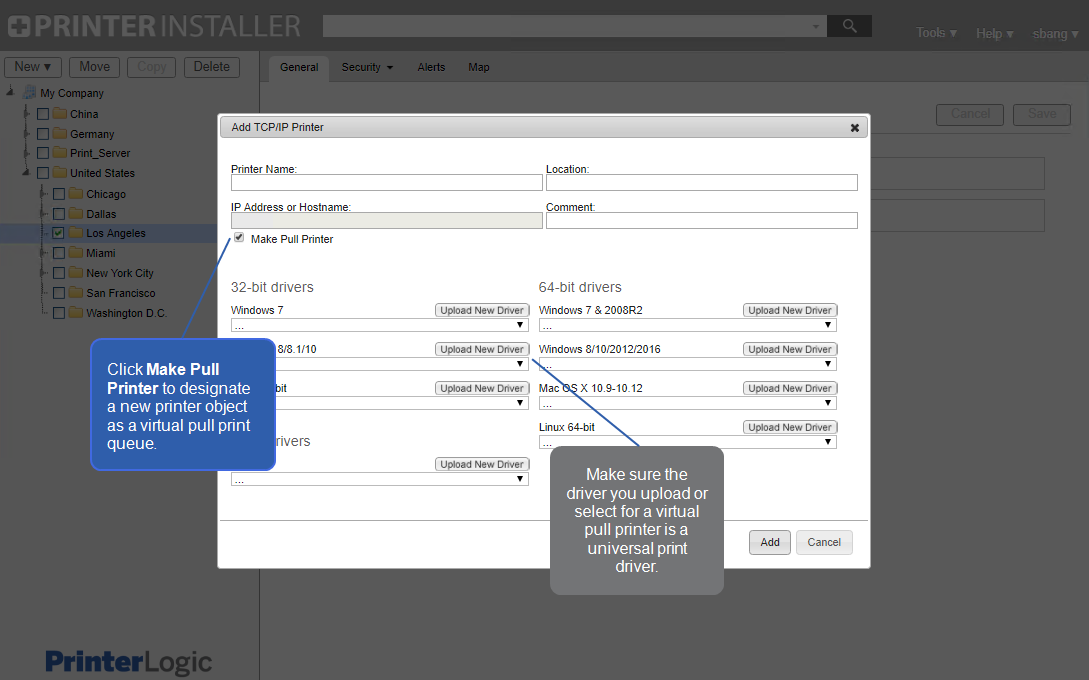 PRINTER INSTALLER
Tools ▾ Help ▾ sbang ▾
New ▾ Move Copy Delete
General Security ▾ Alerts Map
My Company
China
Germany
Print_Server
United States
Chicago
Dallas
Los Angeles
Miami
New York City
San Francisco
Washington D.C.
Cancel Save
Add TCP/IP Printer
Printer Name: Location:
IP Address or Hostname: Comment:
Make Pull Printer
32-bit drivers 64-bit drivers
Windows 7 Upload New Driver Windows 7 & 2008R2 Upload New Driver
... ...
8/8.1/10 Upload New Driver Windows 8/10/2012/2016 Upload New Driver
...
bit Upload New Driver Mac OS X 10.9-10.12 Upload New Driver
...
Linux 64-bit Upload New Driver
rivers ...
Upload New Driver
...
Add Cancel
Click Make Pull
Printer to designate
a new printer object
as a virtual pull print
queue.
Make sure the
driver you upload or
select for a virtual
pull printer is a
universal print
driver.
PrinterLogic